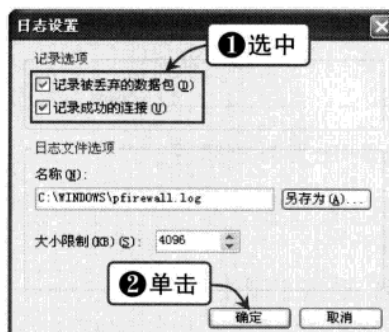 日志设置
❶选中
记录选项
记录被丢弃的数据包(D)
记录成功的连接(U)
日志文件选项
名称(N):
C:\WINDOWS\pfirewall.log
另存为(A)...
大小限制(KB)(S):
4096
❷单击
确定
取消